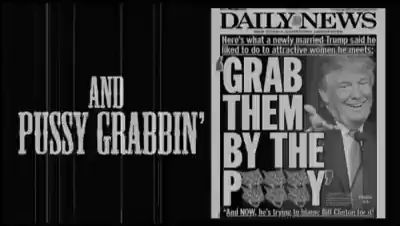 AND
PUSSY GRABBIN'
DAILY NEWS
Here's what a newly married Trump said he
liked to do to attractive women he meets:
'GRAB
THEM
BY THE
P Y'
'And NOW, he's trying to blame Bill Clinton for it'